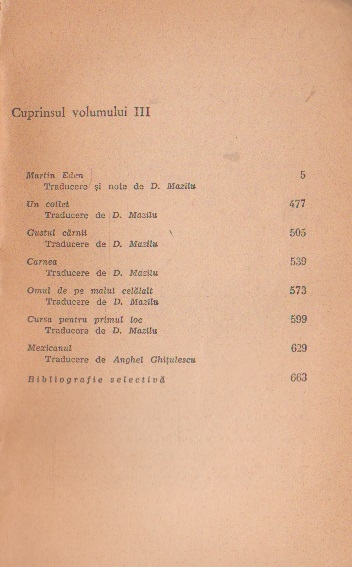 Cuprinsul volumului III
Martin Eden 5
Traducere și note de D. Mazilu
Un coltei 477
Traducere de D. Mazilu
Gustul cărnii 505
Traducere de D. Mazilu
Carnea 539
Traducere de D. Mazilu
Omul de pe malul celălalt 573
Traducere de D. Mazilu
Cursa pentru primul loc 599
Traducere de D. Mazilu
Mexicanul 629
Traducere de Anghel Ghițulescu
Bibliografie selectivă 663